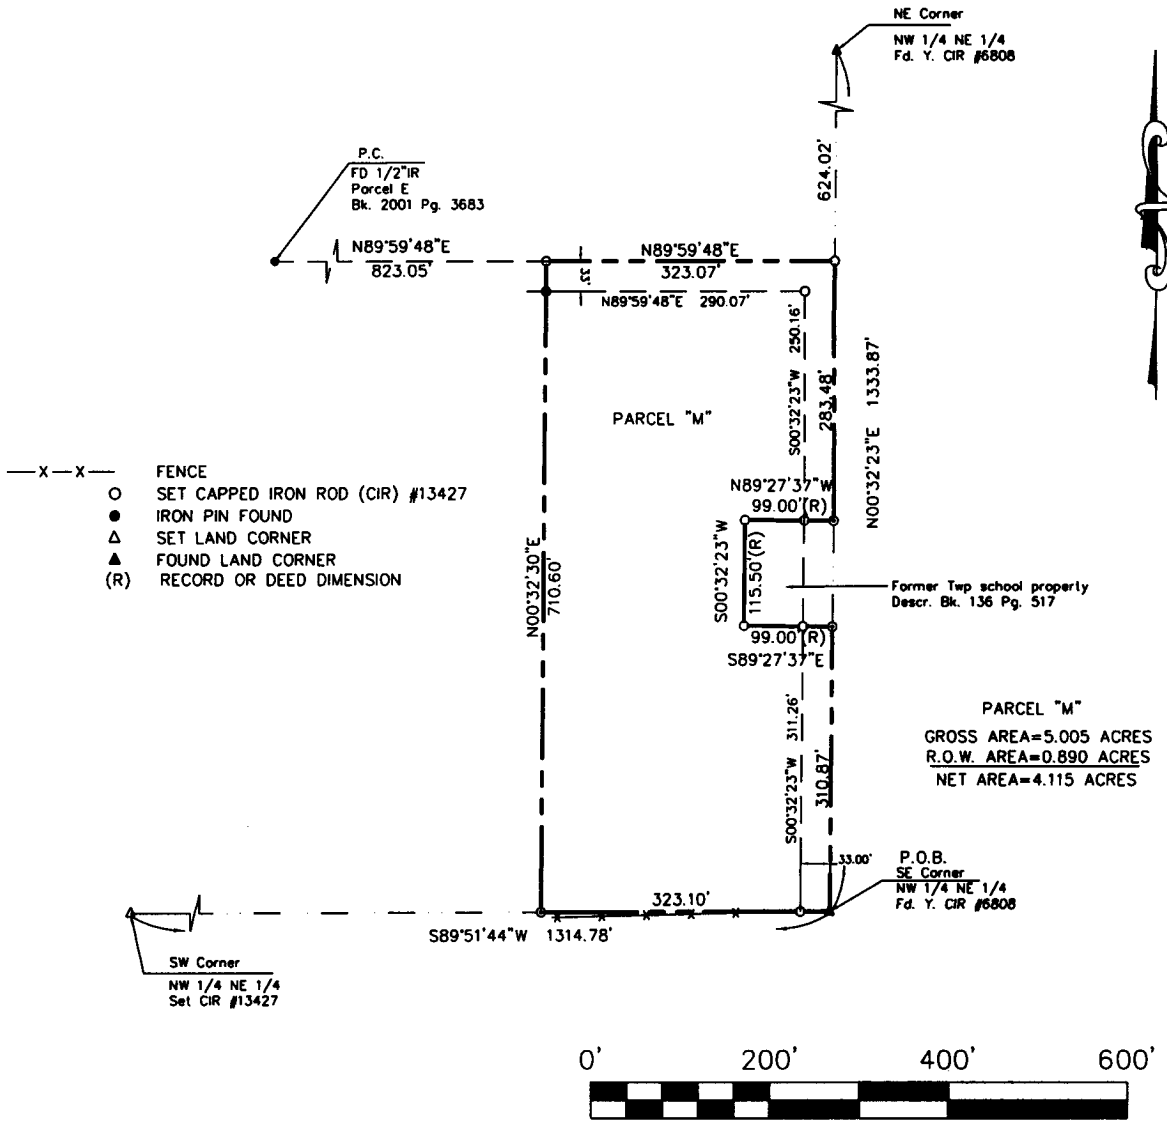 NE Corner
NW 1/4 NE 1/4
Fd. Y. CIR #6808
624.02'
P.C.
FD 1/2"IR
Parcel E
Bk. 2001 Pg. 3683
N89°59'48"E
823.05'
N89°59'48"E
323.07'
33'
N89°59'48"E 290.07'
S00°32'23"W 250.16'
283.48'
N00°32'23"E 1333.87'
PARCEL "M"
—x—x— FENCE
SET CAPPED IRON ROD (CIR) #13427
IRON PIN FOUND
SET LAND CORNER
FOUND LAND CORNER
(R) RECORD OR DEED DIMENSION
N89°27'37"W
99.00'(R)
S00°32'23"W
115.50'(R)
N00°32'30"E
710.60'
Former Twp school property
Descr. Bk. 136 Pg. 517
99.00'(R)
S89°27'37"E
S00°32'23"W 311.26'
310.87'
PARCEL "M"
GROSS AREA=5.005 ACRES
R.O.W. AREA=0.890 ACRES
NET AREA=4.115 ACRES
33.00'
P.O.B.
SE Corner
NW 1/4 NE 1/4
Fd. Y. CIR #6808
323.10'
S89°51'44"W 1314.78'
SW Corner
NW 1/4 NE 1/4
Set CIR #13427
0' 200' 400' 600'